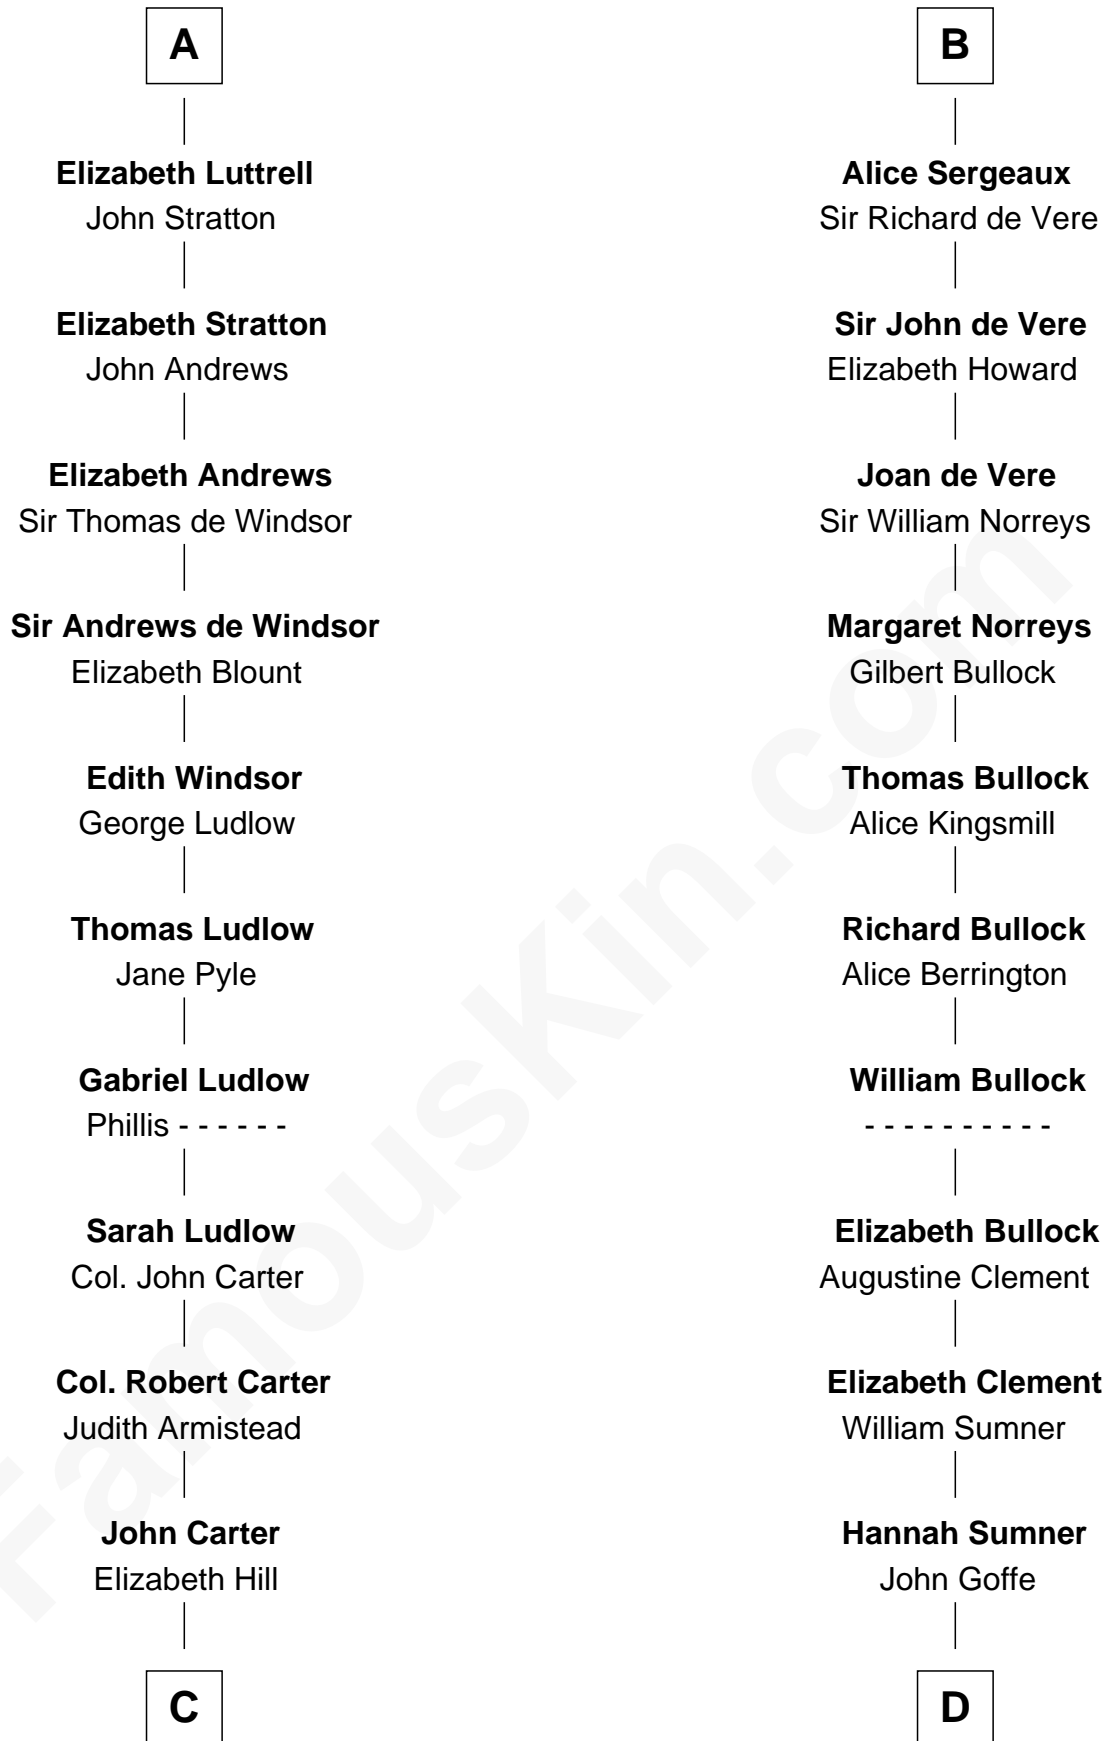 A
Elizabeth Luttrell
John Stratton
Elizabeth Stratton
John Andrews
Elizabeth Andrews
Sir Thomas de Windsor
Sir Andrews de Windsor
Elizabeth Blount
Edith Windsor
George Ludlow
Thomas Ludlow
Jane Pyle
Gabriel Ludlow
Phillis - - - - - -
Sarah Ludlow
Col. John Carter
Col. Robert Carter
Judith Armistead
John Carter
Elizabeth Hill
C
B
Alice Sergeaux
Sir Richard de Vere
Sir John de Vere
Elizabeth Howard
Joan de Vere
Sir William Norreys
Margaret Norreys
Gilbert Bullock
Thomas Bullock
Alice Kingsmill
Richard Bullock
Alice Berrington
William Bullock
- - - - - - - - - -
Elizabeth Bullock
Augustine Clement
Elizabeth Clement
William Sumner
Hannah Sumner
John Goffe
D
FamousKin.com